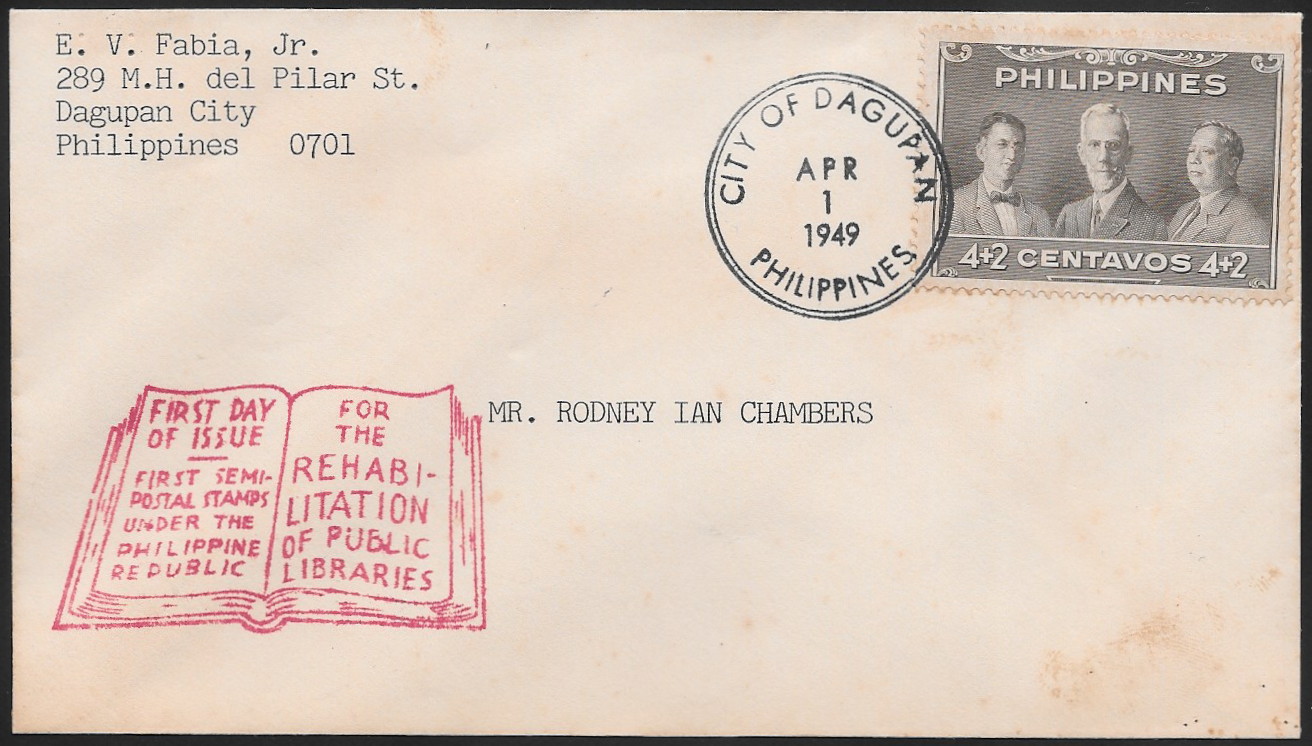 E. V. Fabia, Jr.
289 M.H. del Pilar St.
Dagupan City
Philippines 0701
CITY OF DAGUPAN
APR
1
1949
PHILIPPINES
PHILIPPINES
4+2 CENTAVOS 4+2
MR. RODNEY IAN CHAMBERS
FIRST DAY
OF ISSUE
FIRST SEMI-
POSTAL STAMPS
UNDER THE
PHILIPPINE
REPUBLIC
FOR
THE
REHABI-
LITATION
OF PUBLIC
LIBRARIES